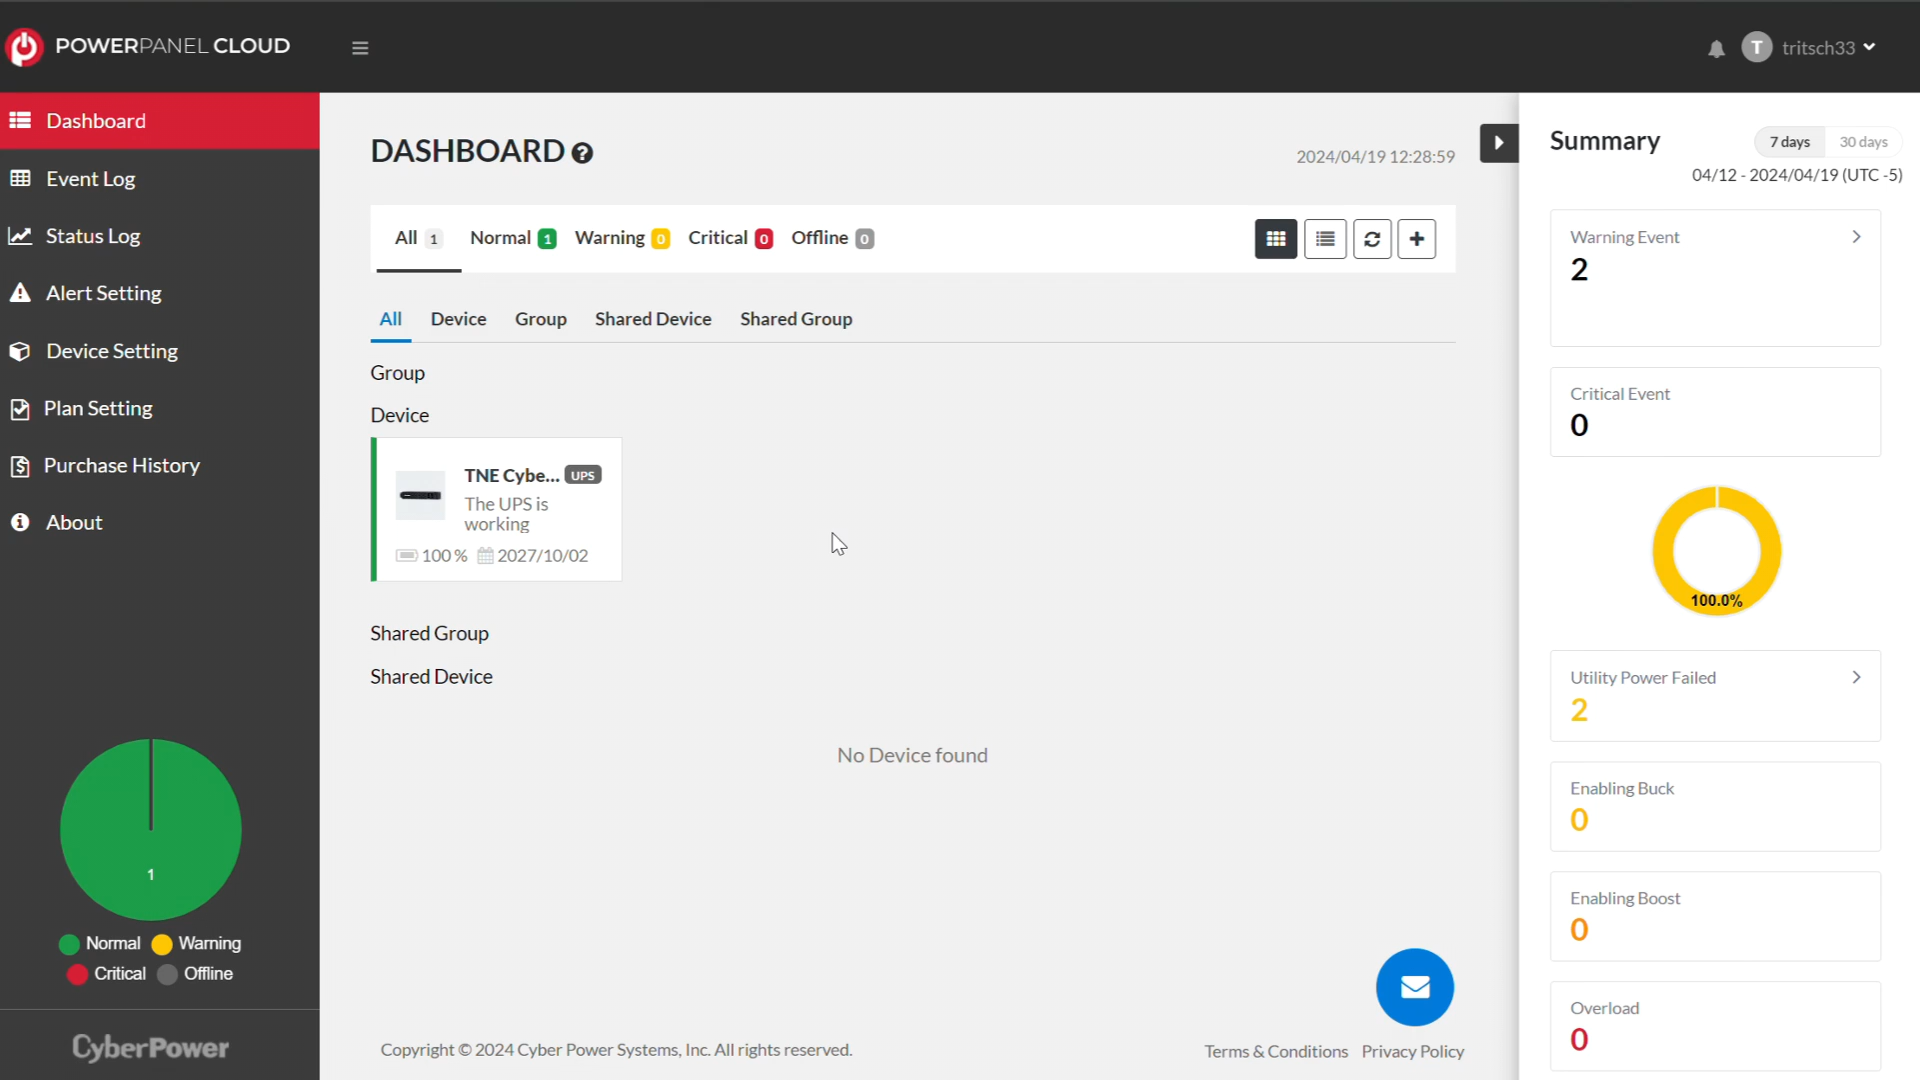 POWERPANEL CLOUD
T tritsch33
Dashboard
Event Log
Status Log
Alert Setting
Device Setting
Plan Setting
Purchase History
About
1
Normal Warning
Critical Offline
CyberPower
DASHBOARD
2024/04/19 12:28:59
All 1 Normal 1 Warning 0 Critical 0 Offline 0
All Device Group Shared Device Shared Group
Group
Device
TNE Cybe... UPS
The UPS is
working
100 % 2027/10/02
Shared Group
Shared Device
No Device found
Copyright © 2024 Cyber Power Systems, Inc. All rights reserved.
Terms & Conditions Privacy Policy
Summary
7 days 30 days
04/12 - 2024/04/19 (UTC -5)
Warning Event
2
Critical Event
0
100.0%
Utility Power Failed
2
Enabling Buck
0
Enabling Boost
0
Overload
0